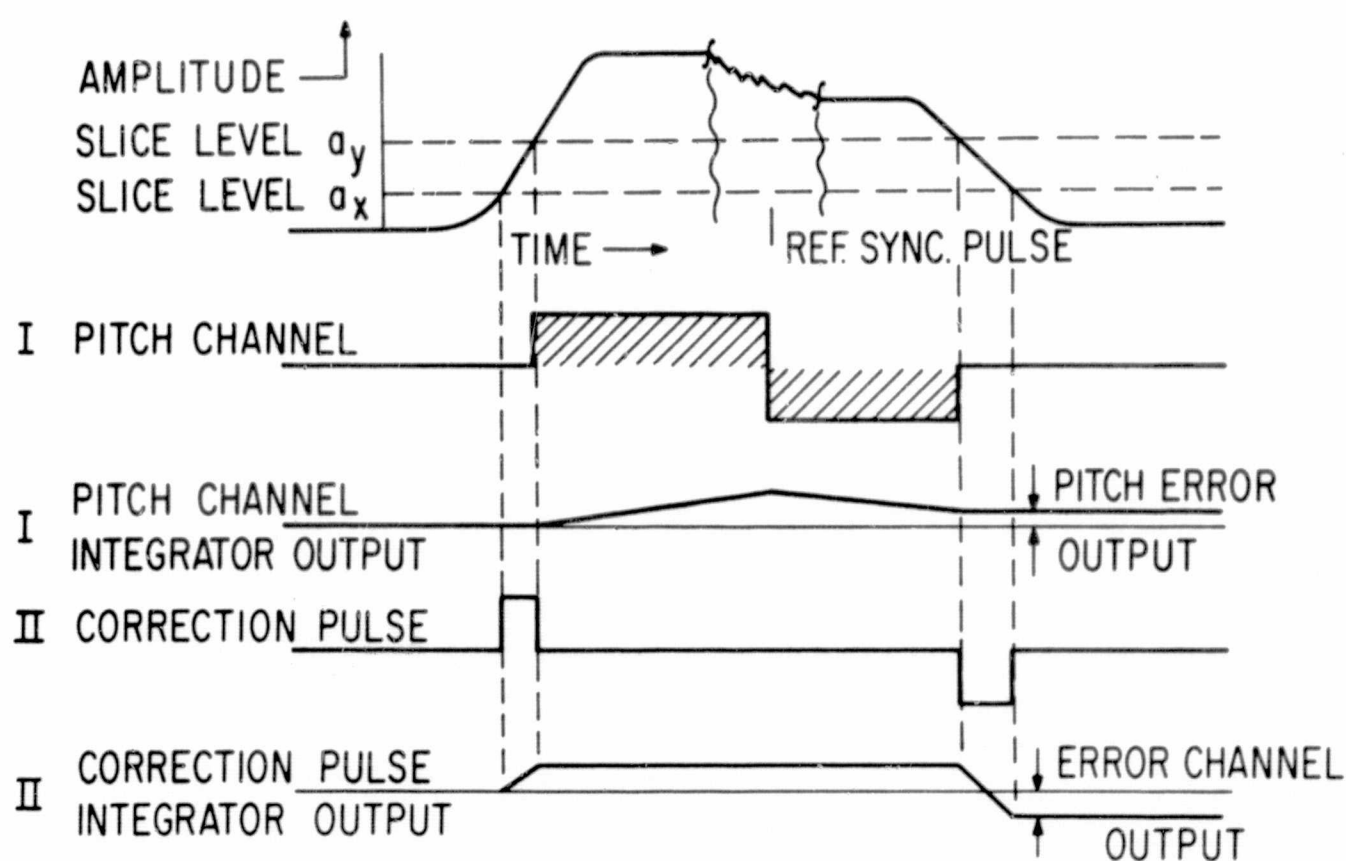 AMPLITUDE
SLICE LEVEL ay
SLICE LEVEL ax
TIME
REF. SYNC. PULSE
I PITCH CHANNEL
I PITCH CHANNEL
INTEGRATOR OUTPUT
PITCH ERROR
OUTPUT
II CORRECTION PULSE
II CORRECTION PULSE
INTEGRATOR OUTPUT
ERROR CHANNEL
OUTPUT